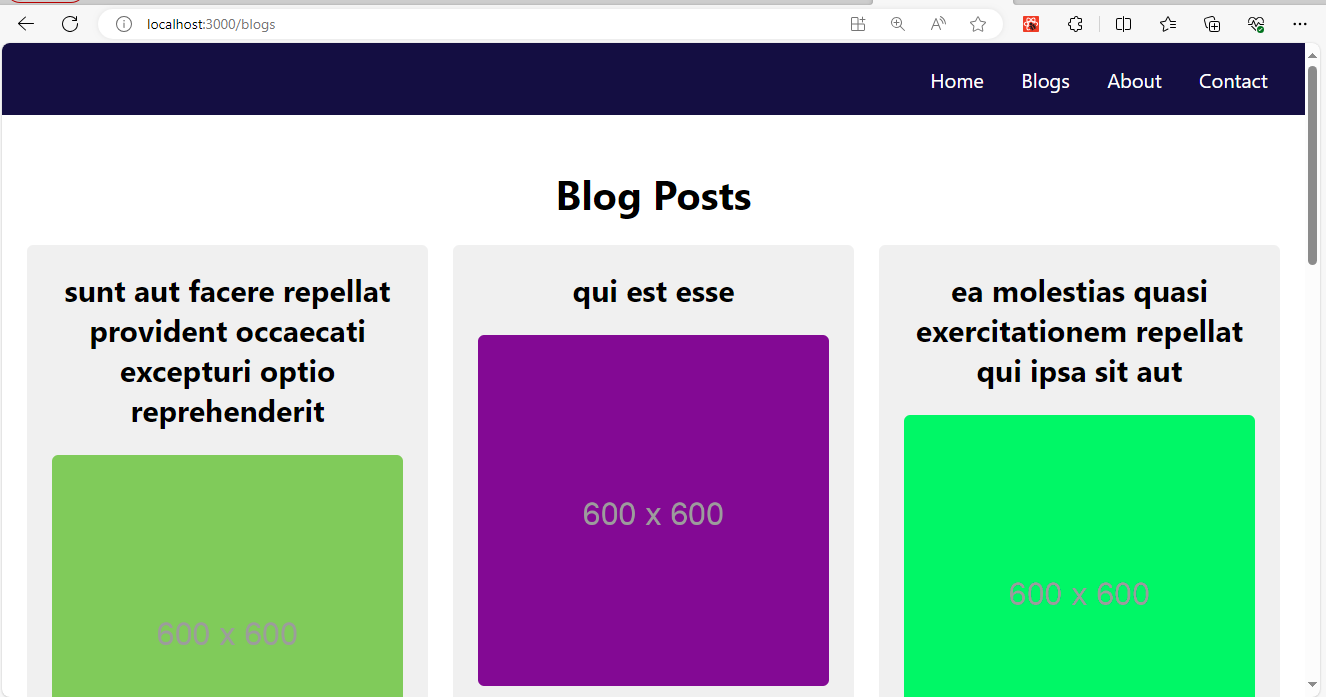 localhost:3000/blogs
Home Blogs About Contact
Blog Posts
sunt aut facere repellat
provident occaecati
excepturi optio
reprehenderit
600 x 600
qui est esse
600 x 600
ea molestias quasi
exercitationem repellat
qui ipsa sit aut
600 x 600